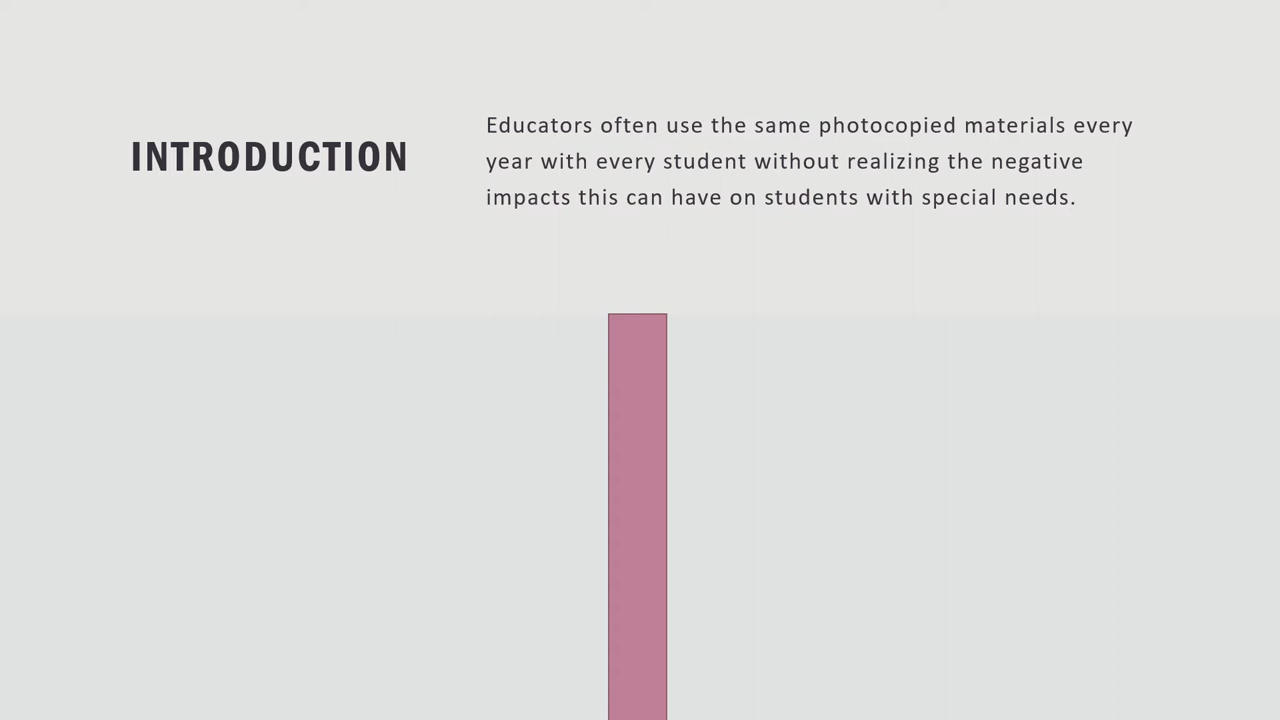 INTRODUCTION
Educators often use the same photocopied materials every
year with every student without realizing the negative
impacts this can have on students with special needs.